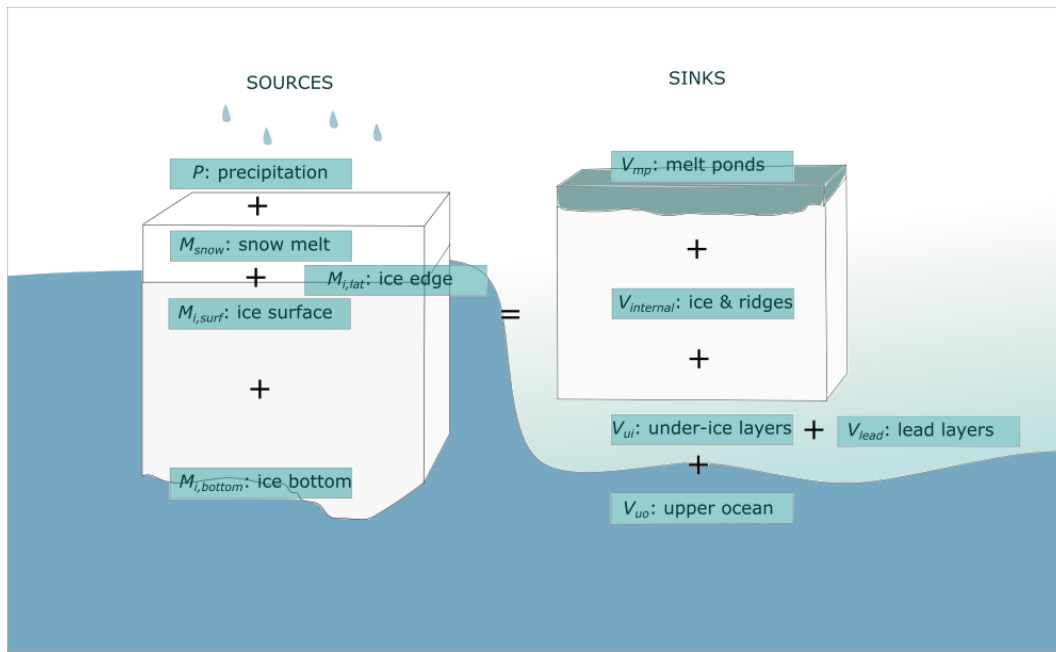 SOURCES
P: precipitation
+
M_snow: snow melt
+
M_i,lat: ice edge
M_i,surf: ice surface
+
M_i,bottom: ice bottom
=
SINKS
V_mp: melt ponds
+
V_internal: ice & ridges
+
V_ui: under-ice layers + V_lead: lead layers
+
V_uo: upper ocean